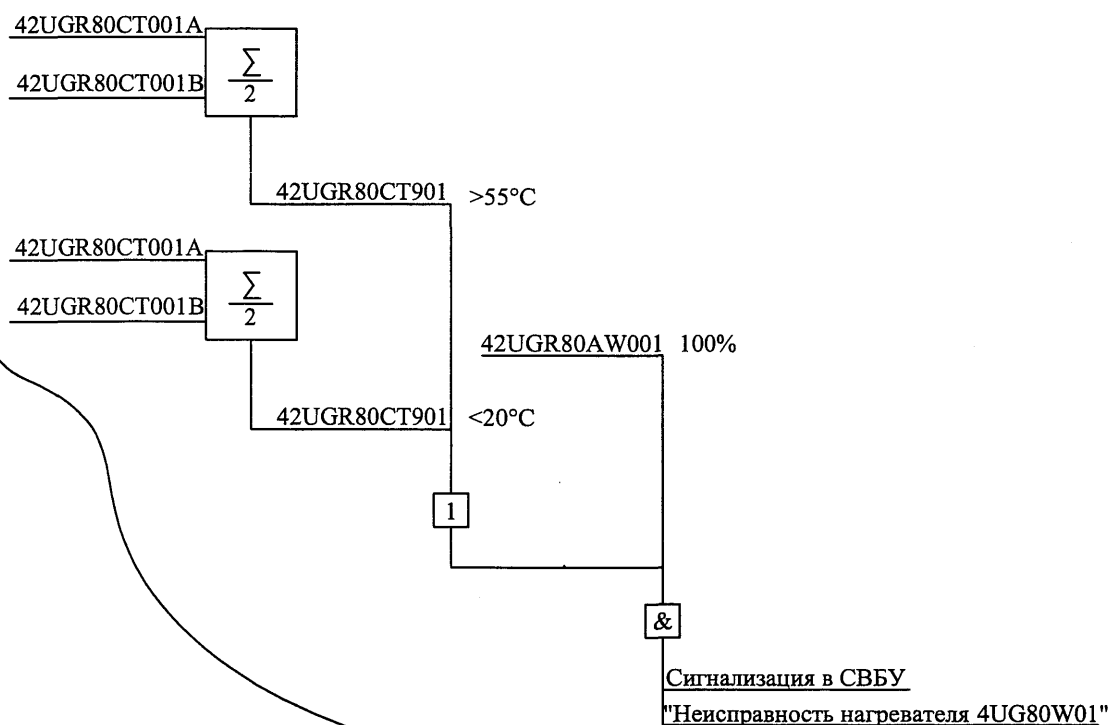 42UGR80CT001A
Σ
42UGR80CT001B
2
42UGR80CT901 >55°C
42UGR80CT001A
Σ
42UGR80CT001B
2
42UGR80AW001 100%
42UGR80CT901 <20°C
1
&
Сигнализация в СВБУ
"Неисправность нагревателя 4UG80W01"